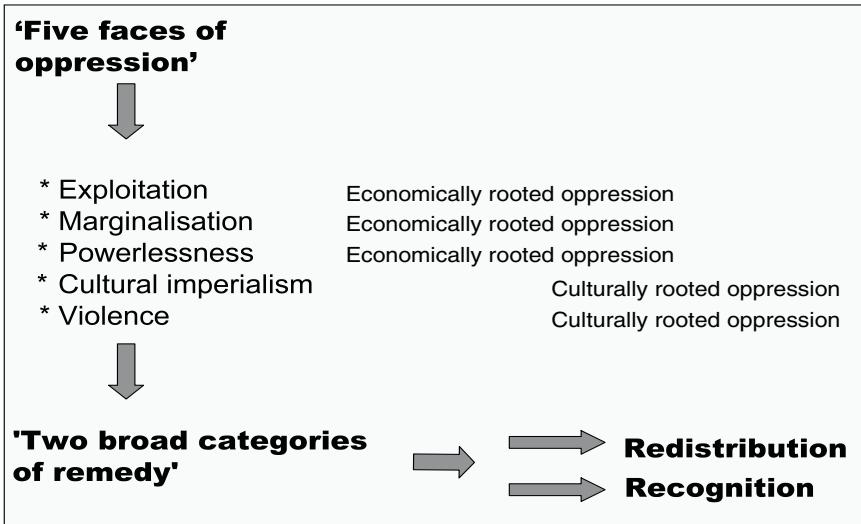 ‘Five faces of
oppression’
* Exploitation Economically rooted oppression
* Marginalisation Economically rooted oppression
* Powerlessness Economically rooted oppression
* Cultural imperialism Culturally rooted oppression
* Violence Culturally rooted oppression
'Two broad categories
of remedy'
Redistribution
Recognition